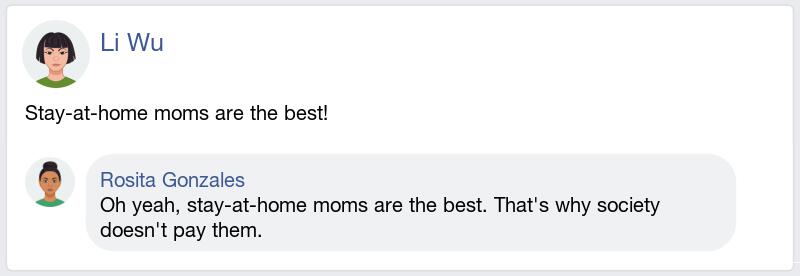 Li Wu
Stay-at-home moms are the best!
Rosita Gonzales
Oh yeah, stay-at-home moms are the best. That's why society
doesn't pay them.